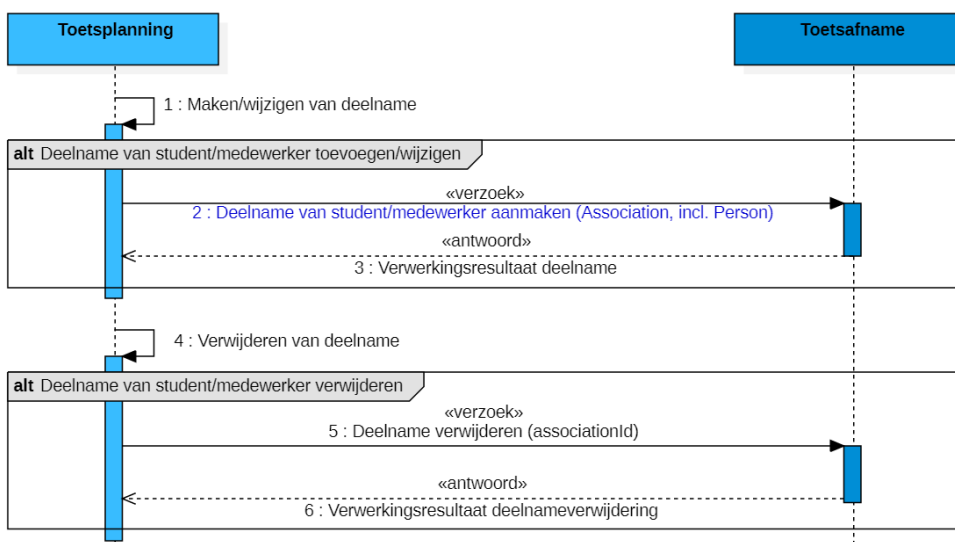 Toetsplanning
Toetsafname
1 : Maken/wijzigen van deelname
alt Deelname van student/medewerker toevoegen/wijzigen
«verzoek»
2 : Deelname van student/medewerker aanmaken (Association, incl. Person)
«antwoord»
3 : Verwerkingsresultaat deelname
4 : Verwijderen van deelname
alt Deelname van student/medewerker verwijderen
«verzoek»
5 : Deelname verwijderen (associationId)
«antwoord»
6 : Verwerkingsresultaat deelnameverwijdering